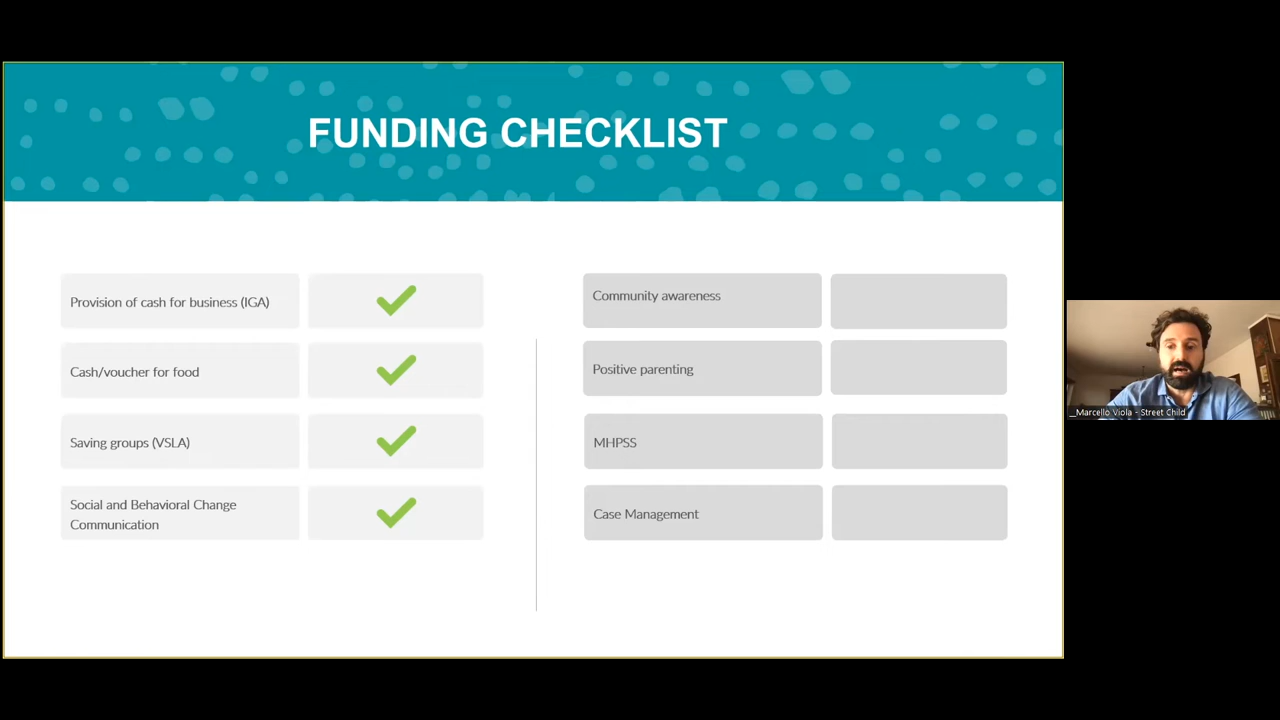 FUNDING CHECKLIST
Provision of cash for business (IGA)
Cash/voucher for food
Saving groups (VSLA)
Social and Behavioral Change
Communication
Community awareness
Positive parenting
MHPSS
Case Management
__Marcello Viola - Street Child